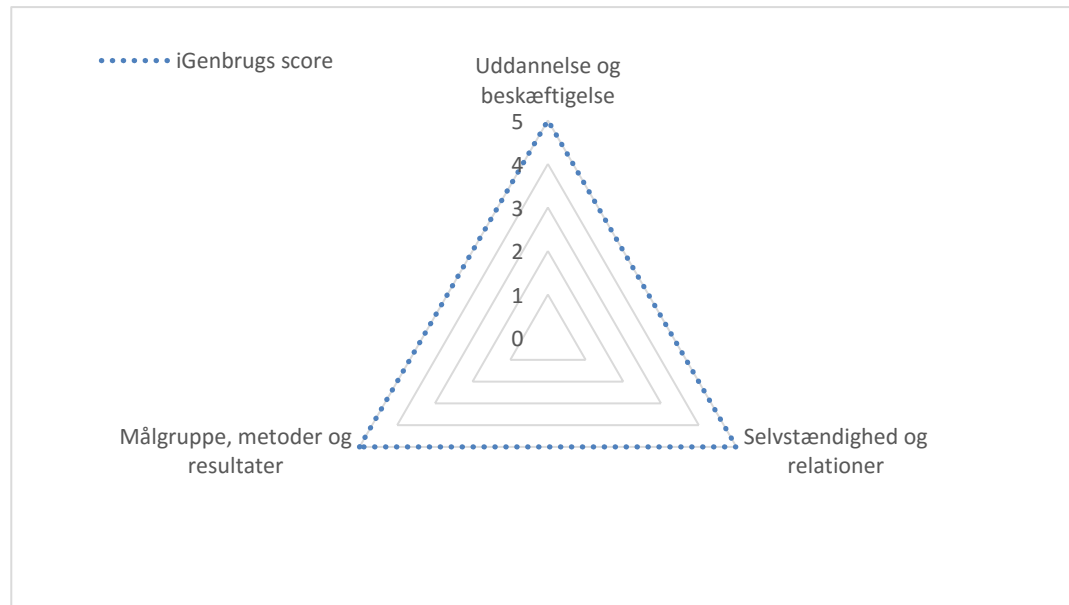 iGenbrugs score
Uddannelse og
beskæftigelse
5
4
3
2
1
0
Målgruppe, metoder og
resultater
Selvstændighed og
relationer